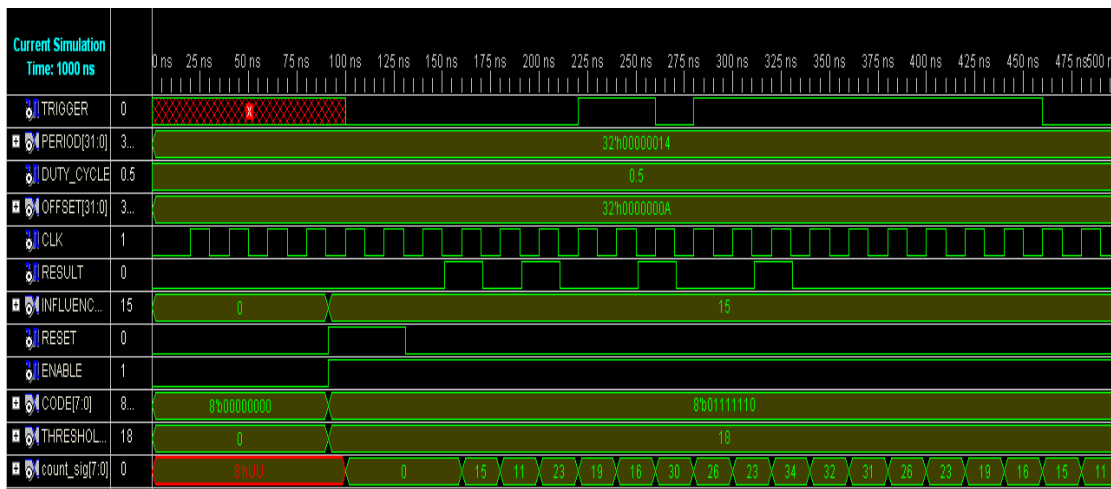 Current Simulation
Time: 1000 ns
0 ns 25 ns 50 ns 75 ns 100 ns 125 ns 150 ns 175 ns 200 ns 225 ns 250 ns 275 ns 300 ns 325 ns 350 ns 375 ns 400 ns 425 ns 450 ns 475 ns 500 n
TRIGGER 0 X
PERIOD[31:0] 3... 32'h00000014
DUTY_CYCLE 0.5 0.5
OFFSET[31:0] 3... 32'h0000000A
CLK 1
RESULT 0
INFLUENC... 15 0 15
RESET 0
ENABLE 1
CODE[7:0] 8... 8'b00000000 8'b01111110
THRESHOL... 18 0 18
count_sig[7:0] 0 8'hUU 0 15 11 23 19 16 30 26 23 34 32 31 26 23 19 16 15 11